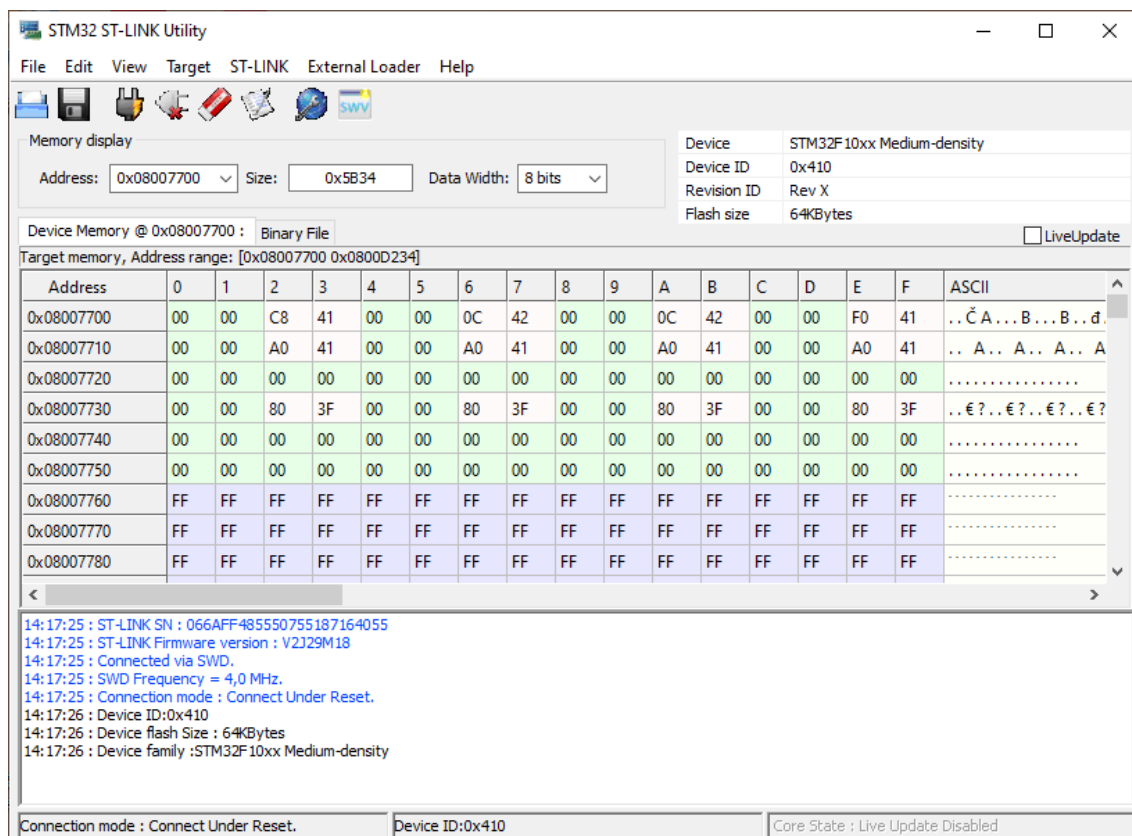 STM32 ST-LINK Utility
File Edit View Target ST-LINK External Loader Help
SWV
Memory display
Address: 0x08007700 Size: 0x5B34 Data Width: 8 bits
Device STM32F10xx Medium-density
Device ID 0x410
Revision ID Rev X
Flash size 64KBytes
Device Memory @ 0x08007700 : Binary File LiveUpdate
Target memory, Address range: [0x08007700 0x0800D234]
Address 0 1 2 3 4 5 6 7 8 9 A B C D E F ASCII
0x08007700 00 00 C8 41 00 00 0C 42 00 00 0C 42 00 00 F0 41 ..ČA...B...B..đ.
0x08007710 00 00 A0 41 00 00 A0 41 00 00 A0 41 00 00 A0 41 .. A.. A.. A.. A
0x08007720 00 00 00 00 00 00 00 00 00 00 00 00 00 00 00 00 ................
0x08007730 00 00 80 3F 00 00 80 3F 00 00 80 3F 00 00 80 3F ..€?..€?..€?..€?
0x08007740 00 00 00 00 00 00 00 00 00 00 00 00 00 00 00 00 ................
0x08007750 00 00 00 00 00 00 00 00 00 00 00 00 00 00 00 00 ................
0x08007760 FF FF FF FF FF FF FF FF FF FF FF FF FF FF FF FF ˙˙˙˙˙˙˙˙˙˙˙˙˙˙˙˙
0x08007770 FF FF FF FF FF FF FF FF FF FF FF FF FF FF FF FF ˙˙˙˙˙˙˙˙˙˙˙˙˙˙˙˙
0x08007780 FF FF FF FF FF FF FF FF FF FF FF FF FF FF FF FF ˙˙˙˙˙˙˙˙˙˙˙˙˙˙˙˙
14:17:25 : ST-LINK SN : 066AFF485550755187164055
14:17:25 : ST-LINK Firmware version : V2J29M18
14:17:25 : Connected via SWD.
14:17:25 : SWD Frequency = 4,0 MHz.
14:17:25 : Connection mode : Connect Under Reset.
14:17:26 : Device ID:0x410
14:17:26 : Device flash Size : 64KBytes
14:17:26 : Device family :STM32F10xx Medium-density
Connection mode : Connect Under Reset. Device ID:0x410 Core State : Live Update Disabled